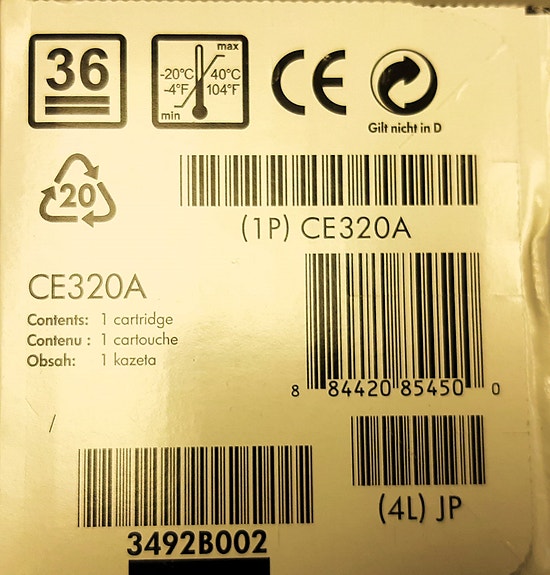 36
max
-20°C 40°C
-4°F 104°F
min
CE
Gilt nicht in D
20
(1P) CE320A
CE320A
Contents: 1 cartridge
Contenu : 1 cartouche
Obsah: 1 kazeta
8 84420 85450 0
(4L) JP
3492B002